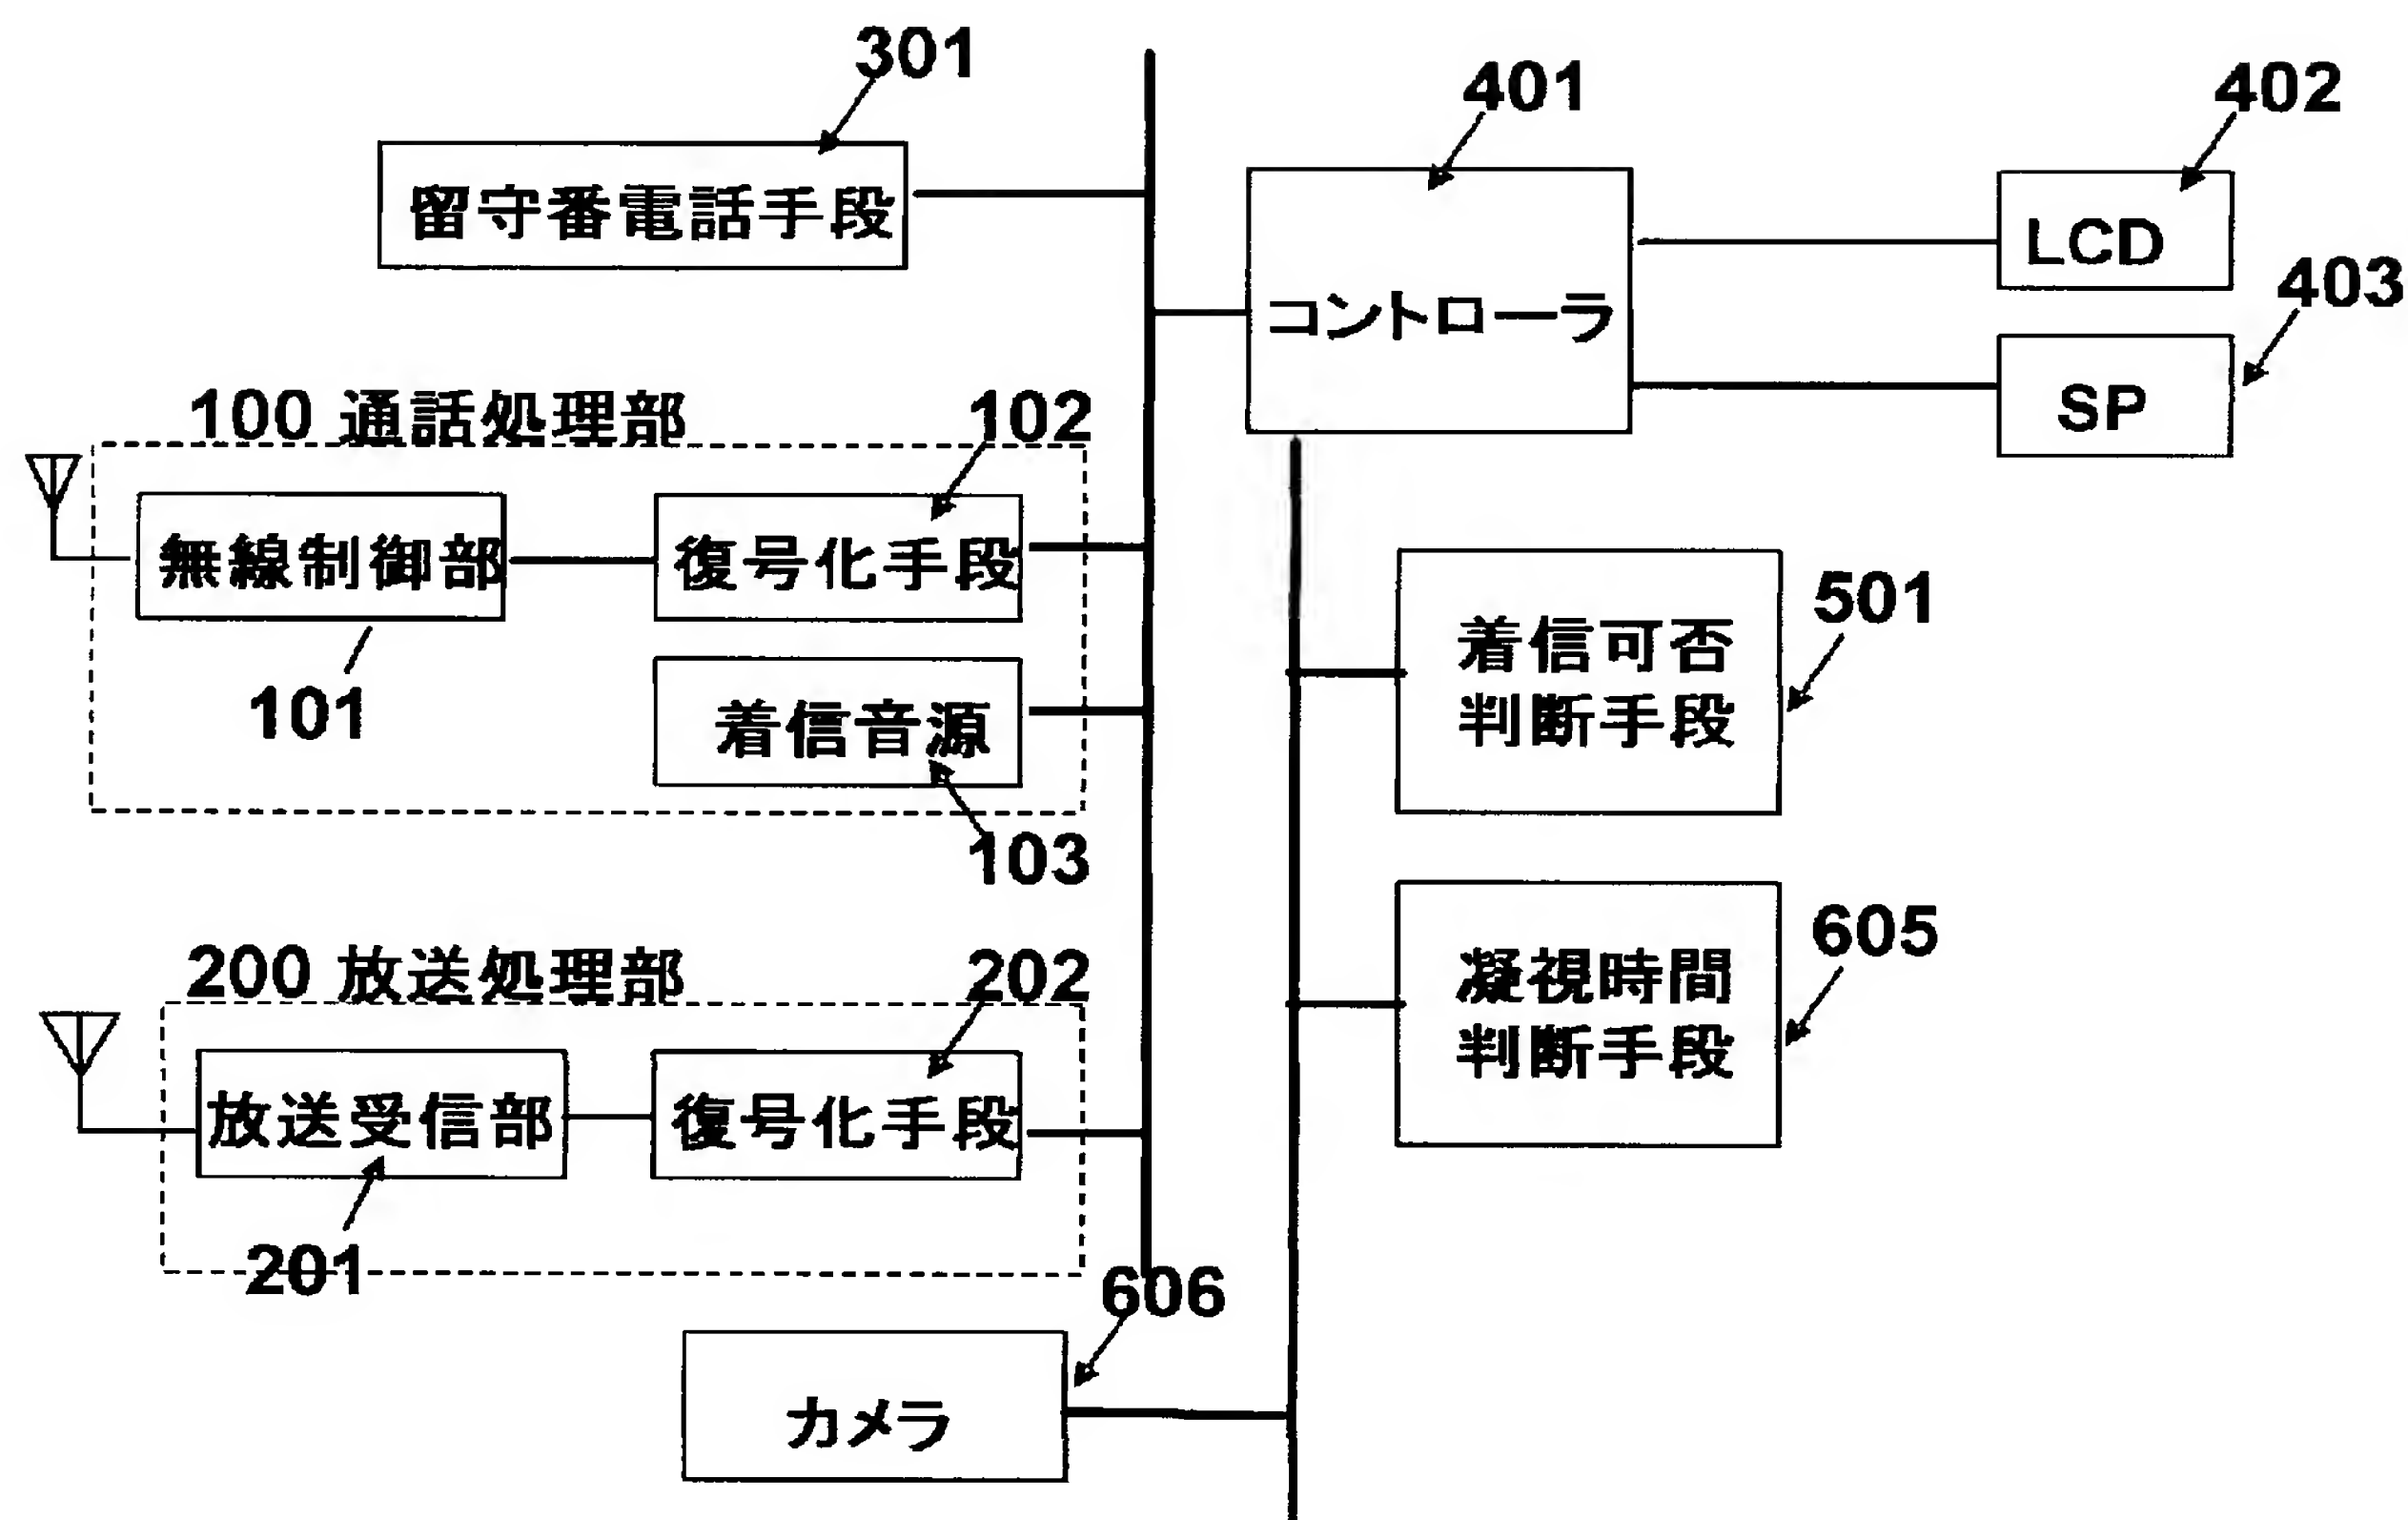 301
留守番電話手段
401
コントローラ
402
LCD
403
SP
100 通話処理部
102
無線制御部
復号化手段
101
着信音源
103
501
着信可否
判断手段
200 放送処理部
202
放送受信部
復号化手段
201
605
凝視時間
判断手段
606
カメラ